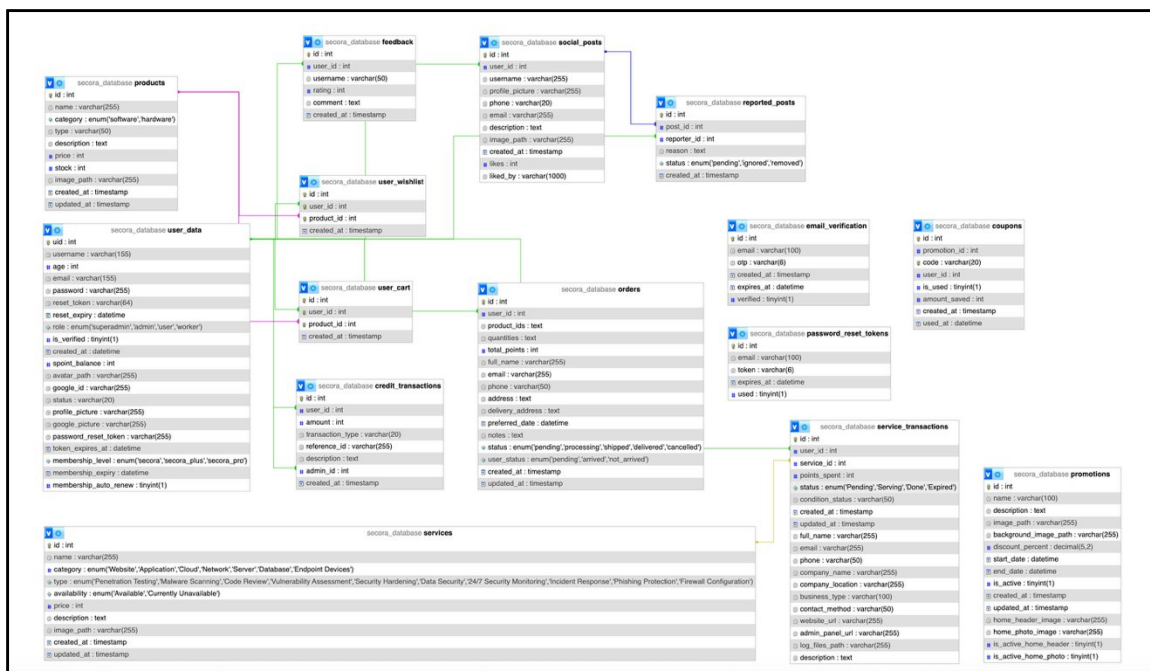 secora_database products
id : int
name : varchar(255)
category : enum('software','hardware')
type : varchar(50)
description : text
price : int
stock : int
image_path : varchar(255)
created_at : timestamp
updated_at : timestamp
secora_database feedback
id : int
user_id : int
username : varchar(50)
rating : int
comment : text
created_at : timestamp
secora_database social_posts
id : int
user_id : int
username : varchar(255)
profile_picture : varchar(255)
phone : varchar(20)
email : varchar(255)
description : text
image_path : varchar(255)
created_at : timestamp
likes : int
liked_by : varchar(1000)
secora_database reported_posts
id : int
post_id : int
reporter_id : int
reason : text
status : enum('pending','ignored','removed')
created_at : timestamp
secora_database user_wishlist
id : int
user_id : int
product_id : int
created_at : timestamp
secora_database user_data
uid : int
username : varchar(155)
age : int
email : varchar(155)
password : varchar(255)
reset_token : varchar(64)
reset_expiry : datetime
role : enum('superadmin','admin','user','worker')
is_verified : tinyint(1)
created_at : datetime
spoint_balance : int
avatar_path : varchar(255)
google_id : varchar(255)
status : varchar(20)
profile_picture : varchar(255)
google_picture : varchar(255)
password_reset_token : varchar(255)
token_expires_at : datetime
membership_level : enum('secora','secora_plus','secora_pro')
membership_expiry : datetime
membership_auto_renew : tinyint(1)
secora_database user_cart
id : int
user_id : int
product_id : int
created_at : timestamp
secora_database credit_transactions
id : int
user_id : int
amount : int
transaction_type : varchar(20)
reference_id : varchar(255)
description : text
admin_id : int
created_at : timestamp
secora_database orders
id : int
user_id : int
product_ids : text
quantities : text
total_points : int
full_name : varchar(255)
email : varchar(255)
phone : varchar(50)
address : text
delivery_address : text
preferred_date : datetime
notes : text
status : enum('pending','processing','shipped','delivered','cancelled')
user_status : enum('pending','arrived','not_arrived')
created_at : timestamp
updated_at : timestamp
secora_database email_verification
id : int
email : varchar(100)
otp : varchar(6)
created_at : timestamp
expires_at : datetime
verified : tinyint(1)
secora_database coupons
id : int
promotion_id : int
code : varchar(20)
user_id : int
is_used : tinyint(1)
amount_saved : int
created_at : timestamp
used_at : datetime
secora_database password_reset_tokens
id : int
email : varchar(100)
token : varchar(6)
expires_at : datetime
used : tinyint(1)
secora_database service_transactions
id : int
user_id : int
service_id : int
points_spent : int
status : enum('Pending','Serving','Done','Expired')
condition_status : varchar(50)
created_at : timestamp
updated_at : timestamp
full_name : varchar(255)
email : varchar(255)
phone : varchar(50)
company_name : varchar(255)
company_location : varchar(255)
business_type : varchar(100)
contact_method : varchar(50)
website_url : varchar(255)
admin_panel_url : varchar(255)
log_files_path : varchar(255)
description : text
secora_database promotions
id : int
name : varchar(100)
description : text
image_path : varchar(255)
background_image_path : varchar(255)
discount_percent : decimal(5,2)
start_date : datetime
end_date : datetime
is_active : tinyint(1)
created_at : timestamp
updated_at : timestamp
home_header_image : varchar(255)
home_photo_image : varchar(255)
is_active_home_header : tinyint(1)
is_active_home_photo : tinyint(1)
secora_database services
id : int
name : varchar(255)
category : enum('Website','Application','Cloud','Network','Server','Database','Endpoint Devices')
type : enum('Penetration Testing','Malware Scanning','Code Review','Vulnerability Assessment','Security Hardening','Data Security','24/7 Security Monitoring','Incident Response','Phishing Protection','Firewall Configuration')
availability : enum('Available','Currently Unavailable')
price : int
description : text
image_path : varchar(255)
created_at : timestamp
updated_at : timestamp